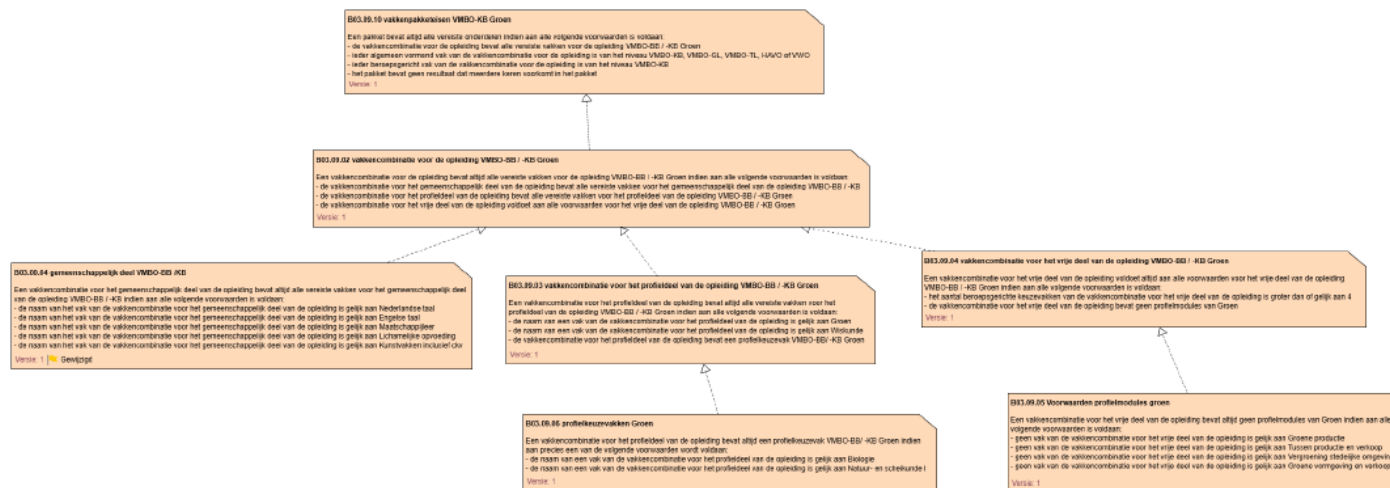 B03.09.10 vakkenpakketeisen VMBO-KB Groen
Een pakket bevat altijd alle vereiste onderdelen indien aan alle volgende voorwaarden is voldaan:
- de vakkencombinatie voor de opleiding bevat alle vereiste vakken voor de opleiding VMBO-BB / -KB Groen
- ieder algemeen vormend vak van de vakkencombinatie voor de opleiding is van het niveau VMBO-KB, VMBO-GL, VMBO-TL, HAVO of VWO
- ieder beroepsgericht vak van de vakkencombinatie voor de opleiding is van het niveau VMBO-KB
- het pakket bevat geen resultaat dat meerdere keren voorkomt in het pakket
Versie: 1
B03.09.02 vakkencombinatie voor de opleiding VMBO-BB / -KB Groen
Een vakkencombinatie voor de opleiding bevat altijd alle vereiste vakken voor de opleiding VMBO-BB / -KB Groen indien aan alle volgende voorwaarden is voldaan:
- de vakkencombinatie voor het gemeenschappelijk deel van de opleiding bevat alle vereiste vakken voor het gemeenschappelijk deel van de opleiding VMBO-BB / -KB
- de vakkencombinatie voor het profieldeel van de opleiding bevat alle vereiste vakken voor het profieldeel van de opleiding VMBO-BB / -KB Groen
- de vakkencombinatie voor het vrije deel van de opleiding voldoet aan alle voorwaarden voor het vrije deel van de opleiding VMBO-BB / -KB Groen
Versie: 1
B03.00.04 gemeenschappelijk deel VMBO-BB /KB
Een vakkencombinatie voor het gemeenschappelijk deel van de opleiding bevat altijd alle vereiste vakken voor het gemeenschappelijk deel
van de opleiding VMBO-BB / -KB indien aan alle volgende voorwaarden is voldaan:
- de naam van het vak van de vakkencombinatie voor het gemeenschappelijk deel van de opleiding is gelijk aan Nederlandse taal
- de naam van het vak van de vakkencombinatie voor het gemeenschappelijk deel van de opleiding is gelijk aan Engelse taal
- de naam van het vak van de vakkencombinatie voor het gemeenschappelijk deel van de opleiding is gelijk aan Maatschappijleer
- de naam van het vak van de vakkencombinatie voor het gemeenschappelijk deel van de opleiding is gelijk aan Lichamelijke opvoeding
- de naam van het vak van de vakkencombinatie voor het gemeenschappelijk deel van de opleiding is gelijk aan Kunstvakken inclusief ckv
Versie: 1 Gewijzigd
B03.09.03 vakkencombinatie voor het profieldeel van de opleiding VMBO-BB / -KB Groen
Een vakkencombinatie voor het profieldeel van de opleiding bevat altijd alle vereiste vakken voor het
profieldeel van de opleiding VMBO-BB / -KB Groen indien aan alle volgende voorwaarden is voldaan:
- de naam van een vak van de vakkencombinatie voor het profieldeel van de opleiding is gelijk aan Groen
- de naam van een vak van de vakkencombinatie voor het profieldeel van de opleiding is gelijk aan Wiskunde
- de vakkencombinatie voor het profieldeel van de opleiding bevat een profielkeuzevak VMBO-BB/ -KB Groen
Versie: 1
B03.09.04 vakkencombinatie voor het vrije deel van de opleiding VMBO-BB / -KB Groen
Een vakkencombinatie voor het vrije deel van de opleiding voldoet altijd aan alle voorwaarden voor het vrije deel van de opleiding
VMBO-BB / -KB Groen indien aan alle volgende voorwaarden is voldaan:
- het aantal beroepsgerichte keuzevakken van de vakkencombinatie voor het vrije deel van de opleiding is groter dan of gelijk aan 4
- de vakkencombinatie voor het vrije deel van de opleiding bevat geen profielmodules van Groen
Versie: 1
B03.09.06 profielkeuzevakken Groen
Een vakkencombinatie voor het profieldeel van de opleiding bevat altijd een profielkeuzevak VMBO-BB/ -KB Groen indien
aan precies een van de volgende voorwaarden wordt voldaan:
- de naam van een vak van de vakkencombinatie voor het profieldeel van de opleiding is gelijk aan Biologie
- de naam van een vak van de vakkencombinatie voor het profieldeel van de opleiding is gelijk aan Natuur- en scheikunde I
Versie: 1
B03.09.05 Voorwaarden profielmodules groen
Een vakkencombinatie voor het vrije deel van de opleiding bevat altijd geen profielmodules van Groen indien aan alle
volgende voorwaarden is voldaan:
- geen vak van de vakkencombinatie voor het vrije deel van de opleiding is gelijk aan Groene productie
- geen vak van de vakkencombinatie voor het vrije deel van de opleiding is gelijk aan Tussen productie en verkoop
- geen vak van de vakkencombinatie voor het vrije deel van de opleiding is gelijk aan Vergroening stedelijke omgevin
- geen vak van de vakkencombinatie voor het vrije deel van de opleiding is gelijk aan Groene vormgeving en verkoop
Versie: 1